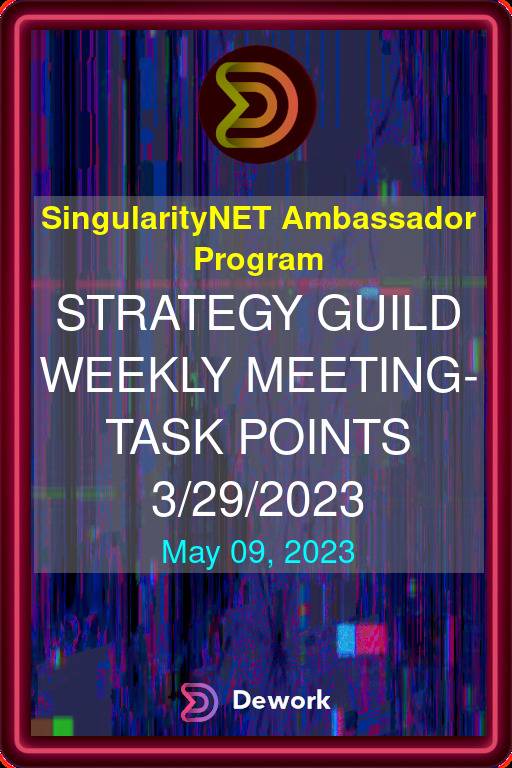 SingularityNET Ambassador
Program
STRATEGY GUILD
WEEKLY MEETING-
TASK POINTS
3/29/2023
May 09, 2023
Dework